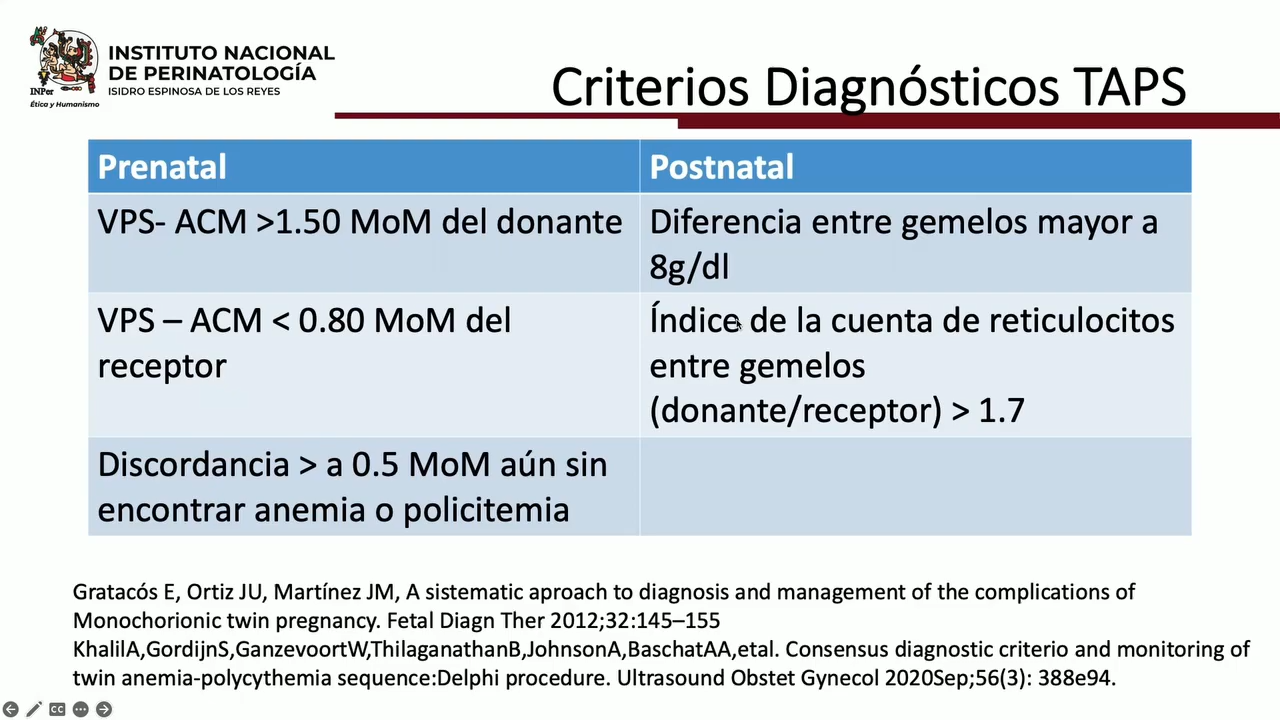 INSTITUTO NACIONAL
DE PERINATOLOGÍA
ISIDRO ESPINOSA DE LOS REYES
INPer
Ética y Humanismo
Criterios Diagnósticos TAPS
Prenatal
Postnatal
VPS- ACM >1.50 MoM del donante
Diferencia entre gemelos mayor a
8g/dl
VPS – ACM < 0.80 MoM del
receptor
Índice de la cuenta de reticulocitos
entre gemelos
(donante/receptor) > 1.7
Discordancia > a 0.5 MoM aún sin
encontrar anemia o policitemia
Gratacós E, Ortiz JU, Martínez JM, A sistematic aproach to diagnosis and management of the complications of
Monochorionic twin pregnancy. Fetal Diagn Ther 2012;32:145–155
KhalilA,GordijnS,GanzevoortW,ThilaganathanB,JohnsonA,BaschatAA,etal. Consensus diagnostic criterio and monitoring of
twin anemia-polycythemia sequence:Delphi procedure. Ultrasound Obstet Gynecol 2020Sep;56(3): 388e94.
CC